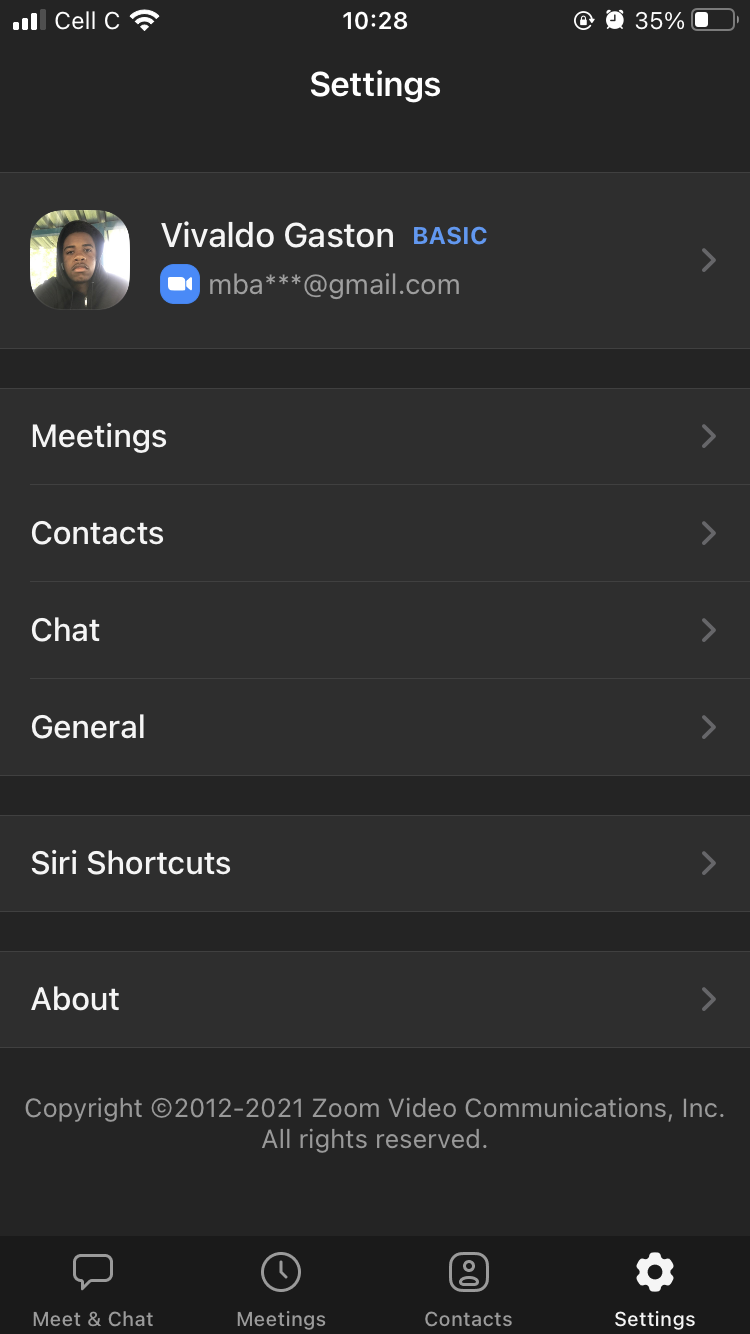 Cell C 10:28 35%
Settings
Vivaldo Gaston BASIC
mba***@gmail.com
Meetings
Contacts
Chat
General
Siri Shortcuts
About
Copyright ©2012-2021 Zoom Video Communications, Inc.
All rights reserved.
Meet & Chat Meetings Contacts Settings